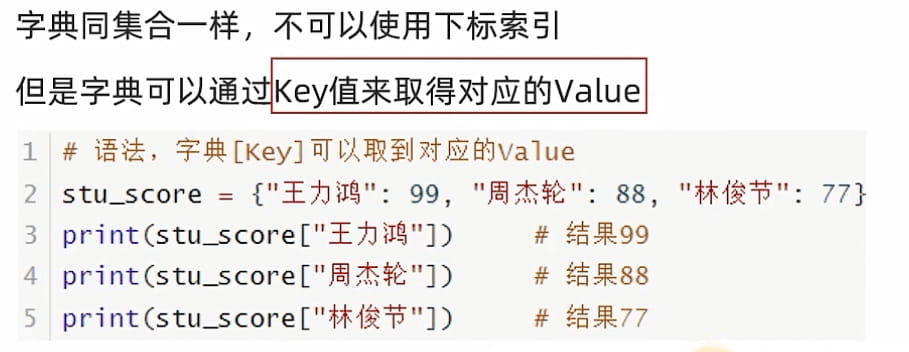 字典同集合一样，不可以使用下标索引
但是字典可以通过Key值来取得对应的Value
1 # 语法，字典[Key]可以取到对应的Value
2 stu_score = {"王力鸿": 99, "周杰轮": 88, "林俊节": 77}
3 print(stu_score["王力鸿"]) # 结果99
4 print(stu_score["周杰轮"]) # 结果88
5 print(stu_score["林俊节"]) # 结果77